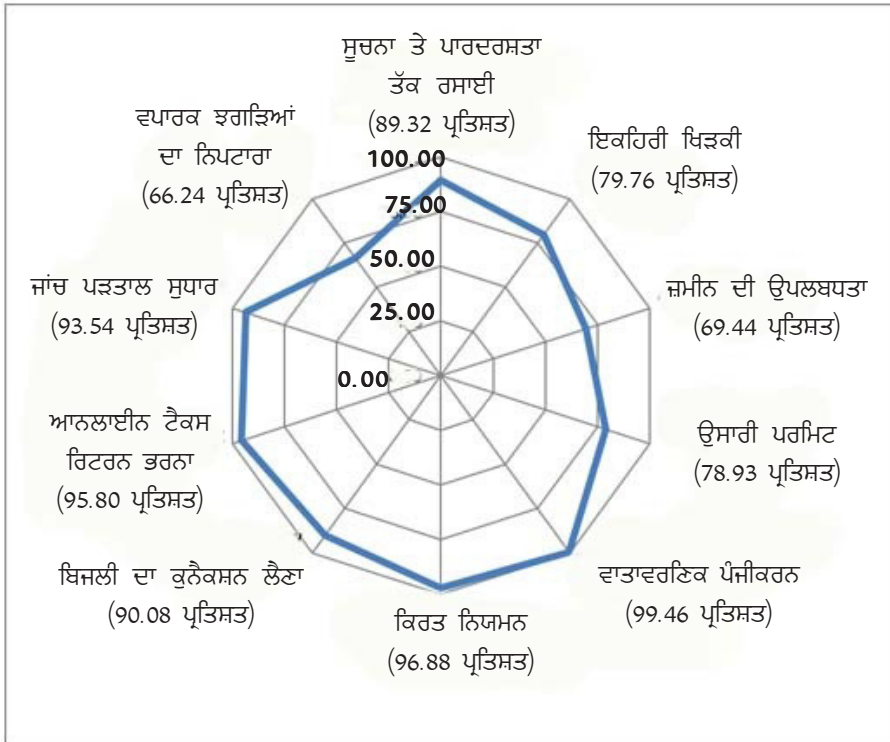 ਸੂਚਨਾ ਤੇ ਪਾਰਦਰਸ਼ਤਾ
ਤੱਕ ਰਸਾਈ
(89.32 ਪ੍ਰਤਿਸ਼ਤ)
ਇਕਹਿਰੀ ਖਿੜਕੀ
(79.76 ਪ੍ਰਤਿਸ਼ਤ)
ਜ਼ਮੀਨ ਦੀ ਉਪਲਬਧਤਾ
(69.44 ਪ੍ਰਤਿਸ਼ਤ)
ਉਸਾਰੀ ਪਰਮਿਟ
(78.93 ਪ੍ਰਤਿਸ਼ਤ)
ਵਾਤਾਵਰਣਿਕ ਪੰਜੀਕਰਨ
(99.46 ਪ੍ਰਤਿਸ਼ਤ)
ਕਿਰਤ ਨਿਯਮਨ
(96.88 ਪ੍ਰਤਿਸ਼ਤ)
ਬਿਜਲੀ ਦਾ ਕੁਨੈਕਸ਼ਨ ਲੈਣਾ
(90.08 ਪ੍ਰਤਿਸ਼ਤ)
ਆਨਲਾਈਨ ਟੈਕਸ
ਰਿਟਰਨ ਭਰਨਾ
(95.80 ਪ੍ਰਤਿਸ਼ਤ)
ਜਾਂਚ ਪੜਤਾਲ ਸੁਧਾਰ
(93.54 ਪ੍ਰਤਿਸ਼ਤ)
ਵਪਾਰਕ ਝਗੜਿਆਂ
ਦਾ ਨਿਪਟਾਰਾ
(66.24 ਪ੍ਰਤਿਸ਼ਤ)
100.00
75.00
50.00
25.00
0.00